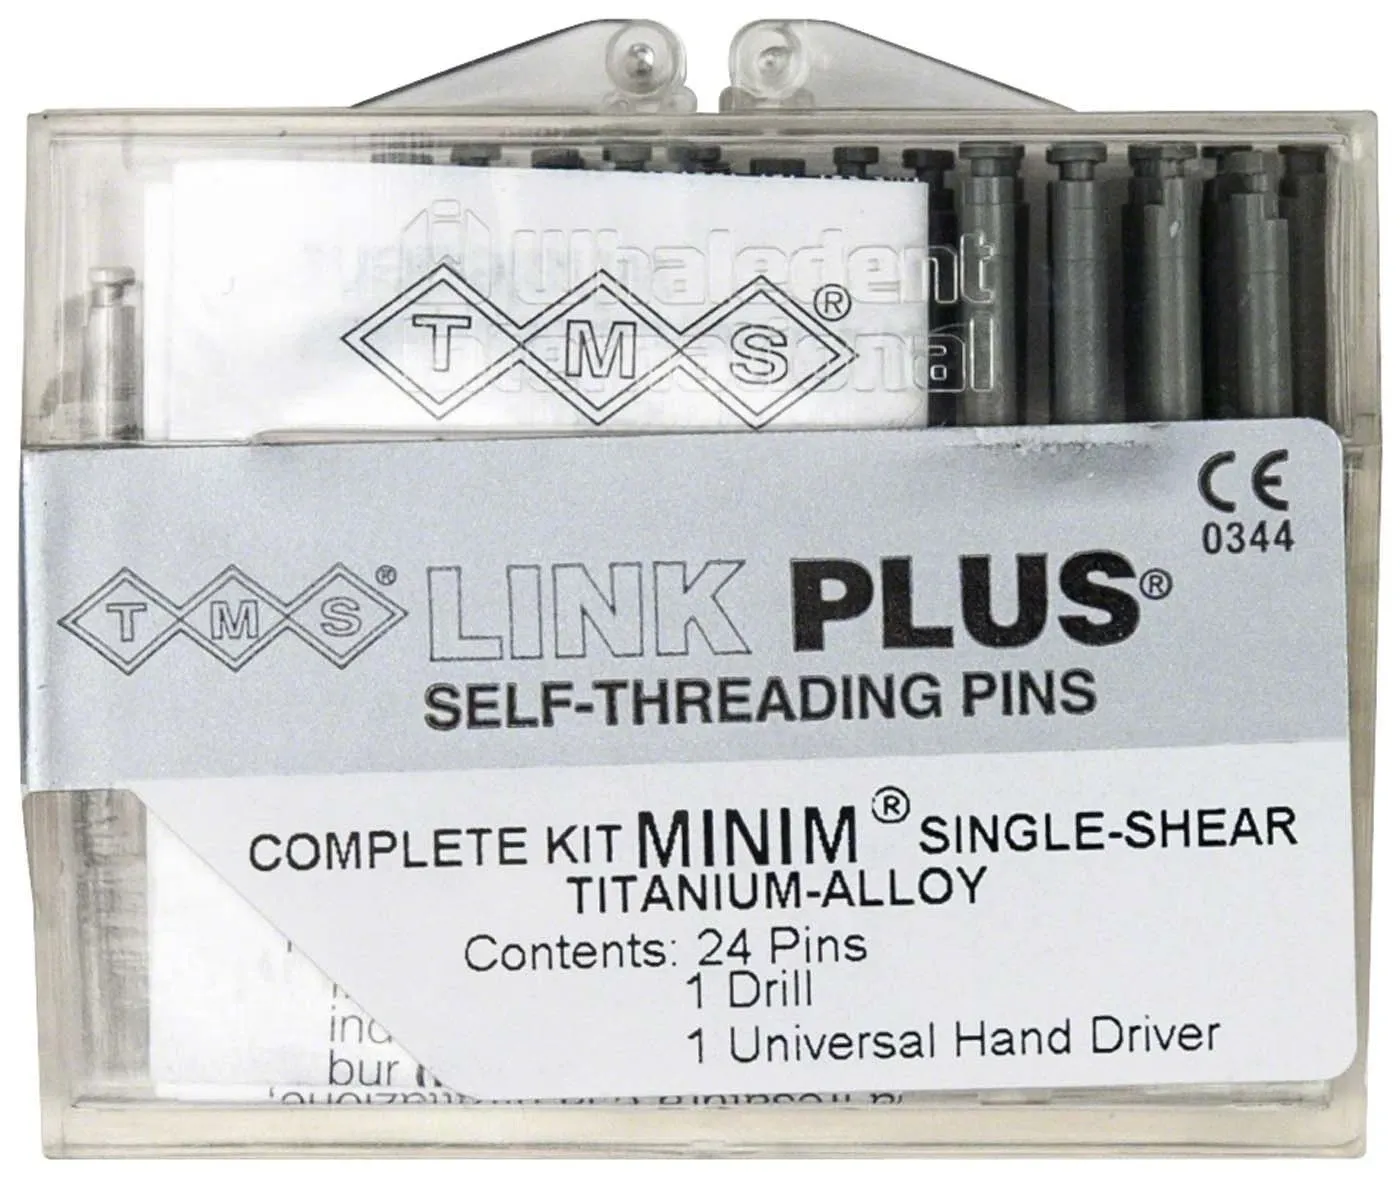 Whaledent
International
TMS®
CE
0344
TMS® LINK PLUS®
SELF-THREADING PINS
COMPLETE KIT MINIM® SINGLE-SHEAR
TITANIUM-ALLOY
Contents: 24 Pins
1 Drill
1 Universal Hand Driver
bur